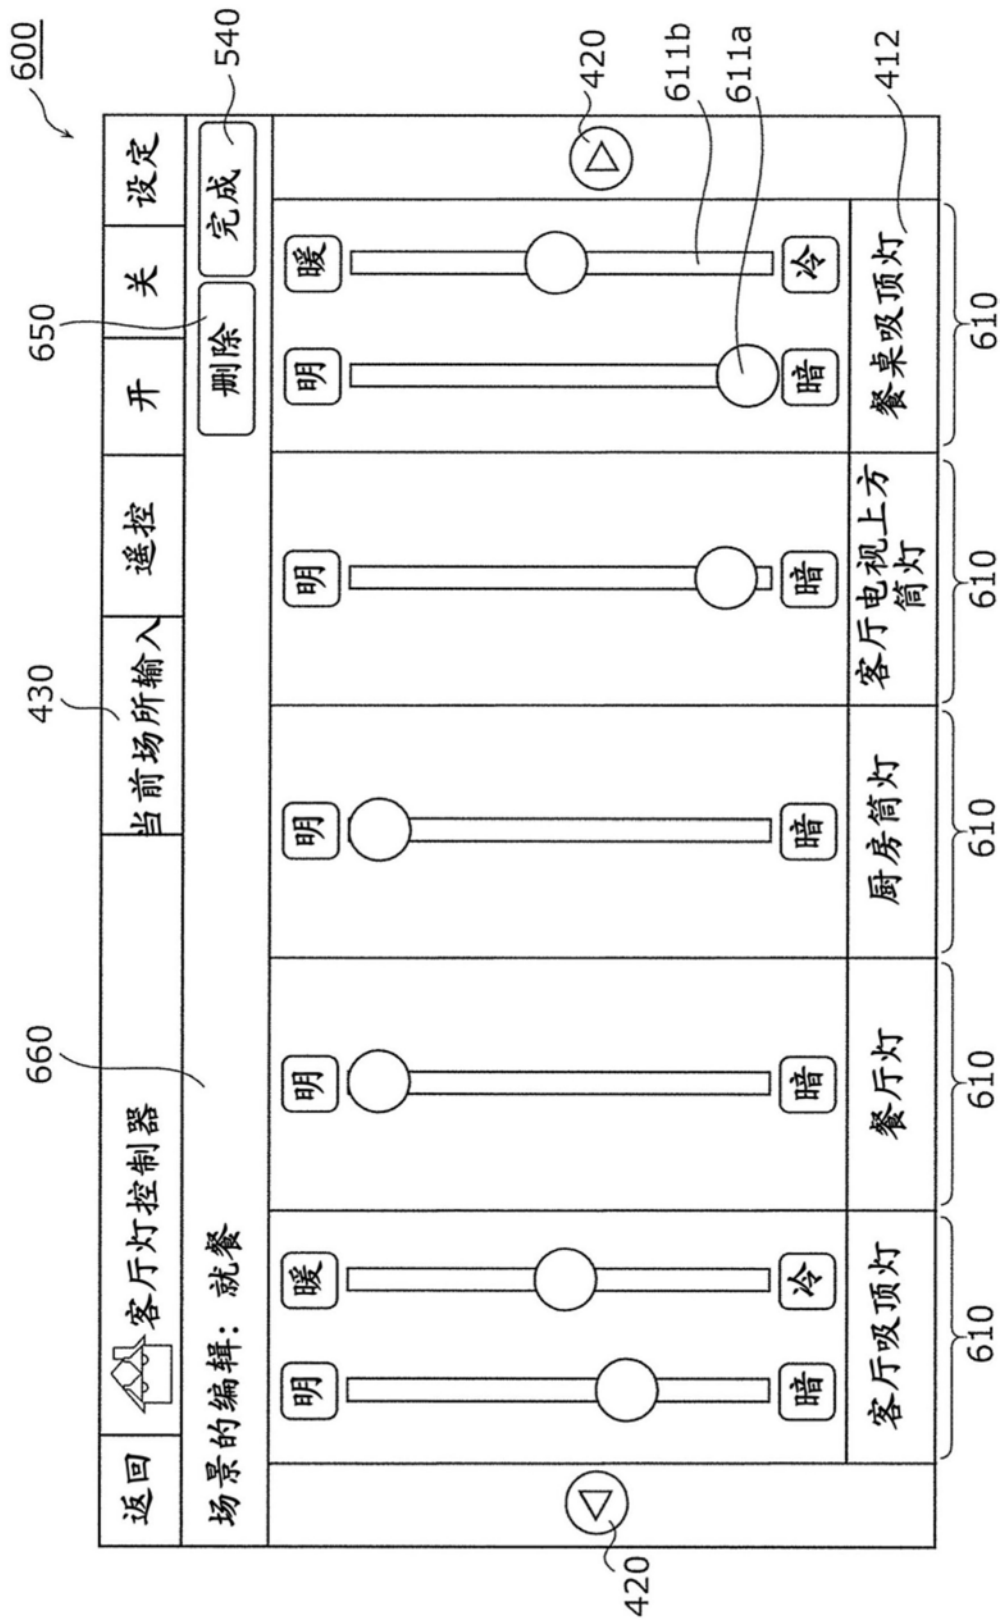 600
430
650
返回
客厅灯控制器
当前场所输入
遥控
开
关
设定
660
540
场景的编辑：就餐
删除
完成
明
暖
明
明
明
明
暖
420
420
611b
611a
暗
冷
暗
暗
暗
暗
冷
客厅吸顶灯
餐厅灯
厨房筒灯
客厅电视上方
筒灯
餐桌吸顶灯
412
610
610
610
610
610